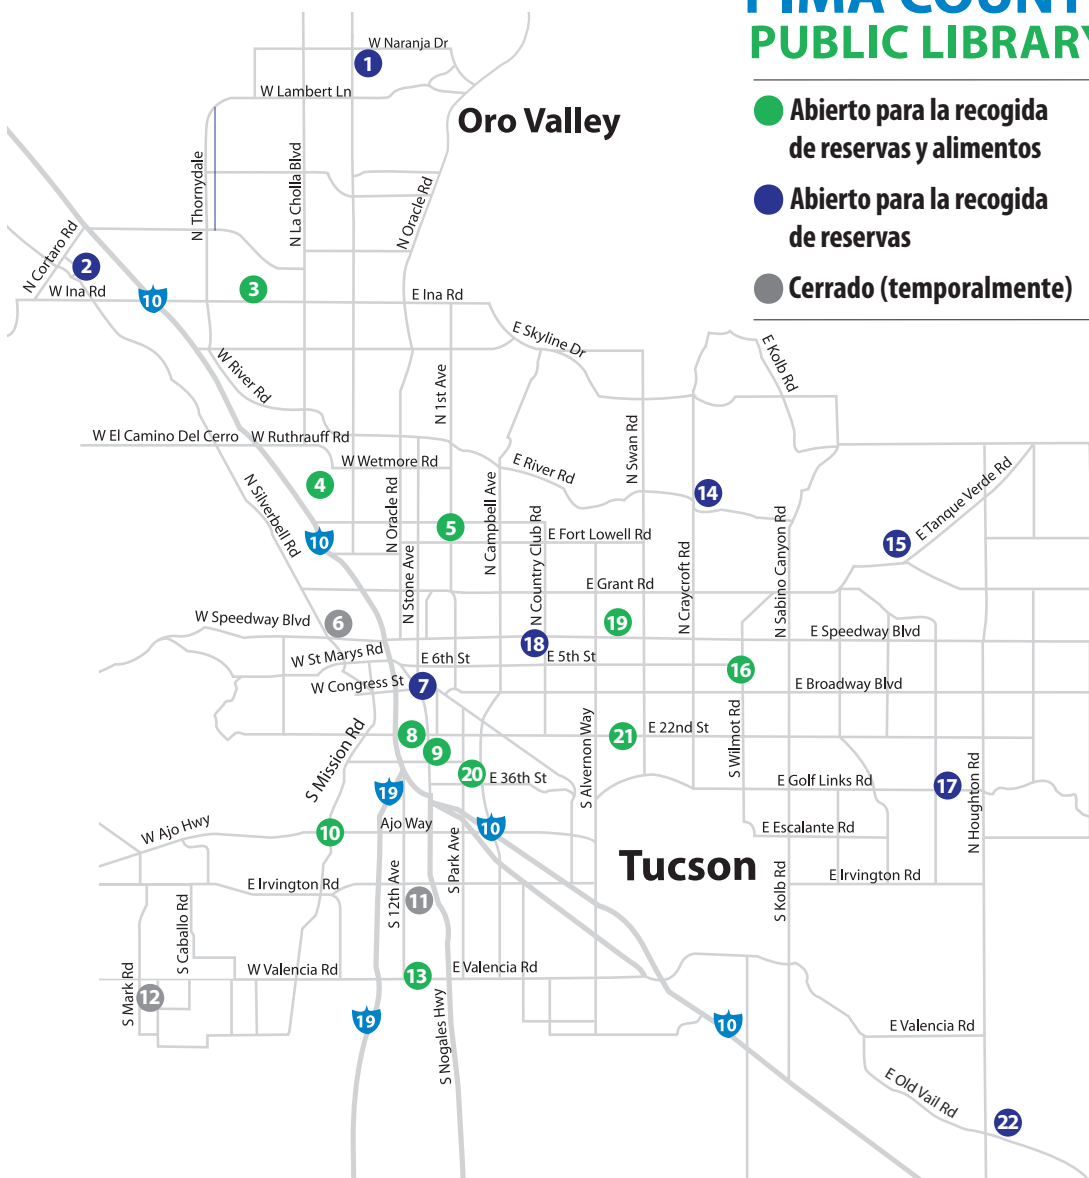 PIMA COUNT
PUBLIC LIBRARY
Abierto para la recogida
de reservas y alimentos
Abierto para la recogida
de reservas
Cerrado (temporalmente)
W Naranja Dr
1
W Lambert Ln
Oro Valley
N Thornydale
N La Cholla Blvd
N Oracle Rd
N Cortaro Rd
2
W Ina Rd
10
3
E Ina Rd
E Skyline Dr
E Kolb Rd
W River Rd
N 1st Ave
W El Camino Del Cerro
W Ruthrauff Rd
W Wetmore Rd
E River Rd
N Swan Rd
N Silverbell Rd
4
N Oracle Rd
5
N Campbell Ave
14
E Tanque Verde Rd
10
N Stone Ave
N Country Club Rd
E Fort Lowell Rd
N Craycroft Rd
N Sabino Canyon Rd
15
E Grant Rd
W Speedway Blvd
6
19
E Speedway Blvd
18
W St Marys Rd
E 6th St
E 5th St
16
W Congress St
7
E Broadway Blvd
S Mission Rd
8
9
S Alvernon Way
21
E 22nd St
S Wilmot Rd
20
E 36th St
19
E Golf Links Rd
17
N Houghton Rd
W Ajo Hwy
10
Ajo Way
S Park Ave
10
E Escalante Rd
Tucson
E Irvington Rd
S 12th Ave
11
S Kolb Rd
E Irvington Rd
S Caballo Rd
S Mark Rd
12
W Valencia Rd
13
E Valencia Rd
19
S Nogales Hwy
10
E Valencia Rd
E Old Vail Rd
22